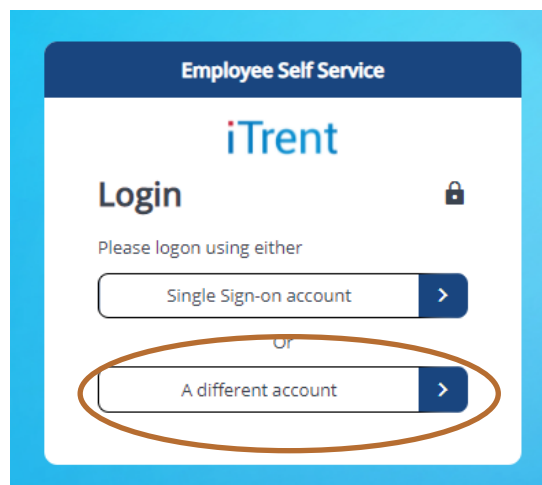 Employee Self Service
iTrent
Login
Please logon using either
Single Sign-on account
Or
A different account